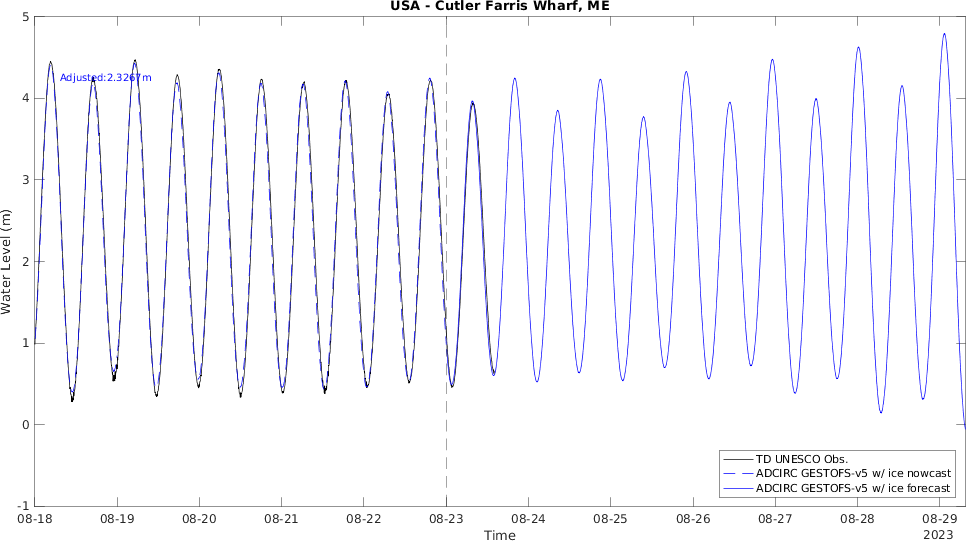 USA - Cutler Farris Wharf, ME
Adjusted:2.3267m
Water Level (m)
5
4
3
2
1
0
-1
TD UNESCO Obs.
ADCIRC GESTOFS-v5 w/ ice nowcast
ADCIRC GESTOFS-v5 w/ ice forecast
08-18 08-19 08-20 08-21 08-22 08-23 08-24 08-25 08-26 08-27 08-28 08-29
Time
2023